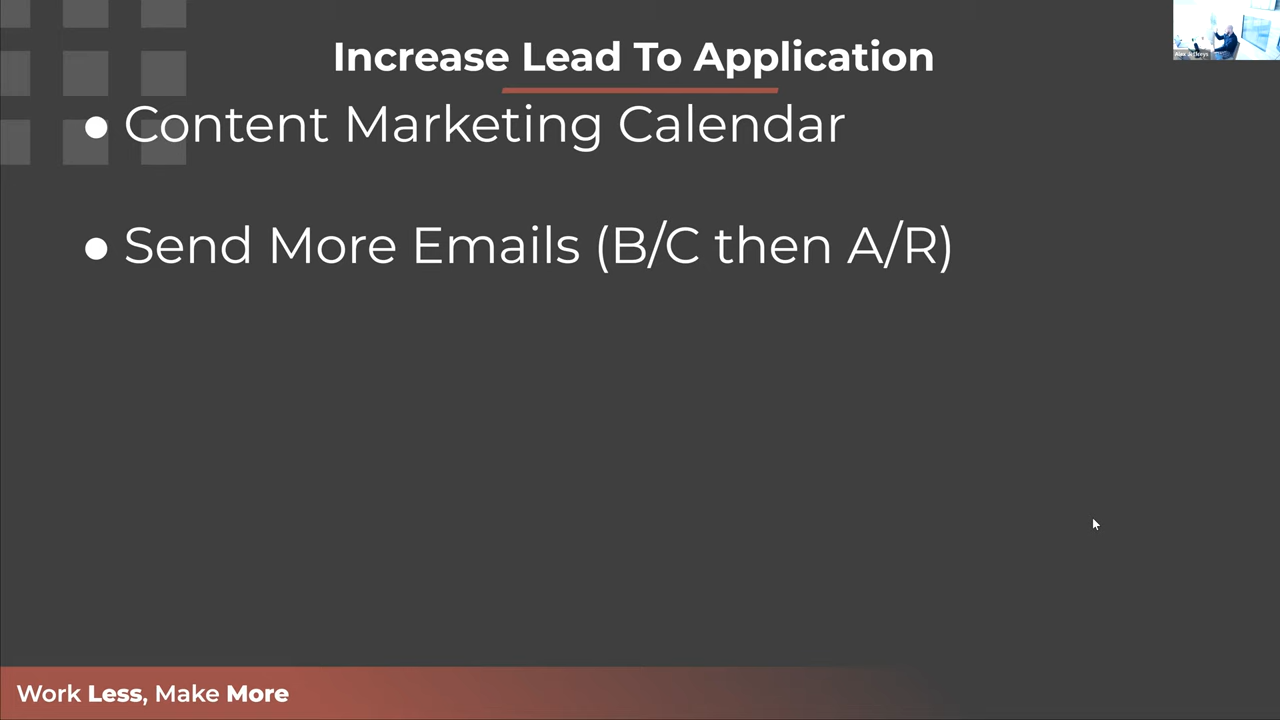 Increase Lead To Application
● Content Marketing Calendar
● Send More Emails (B/C then A/R)
Work Less, Make More